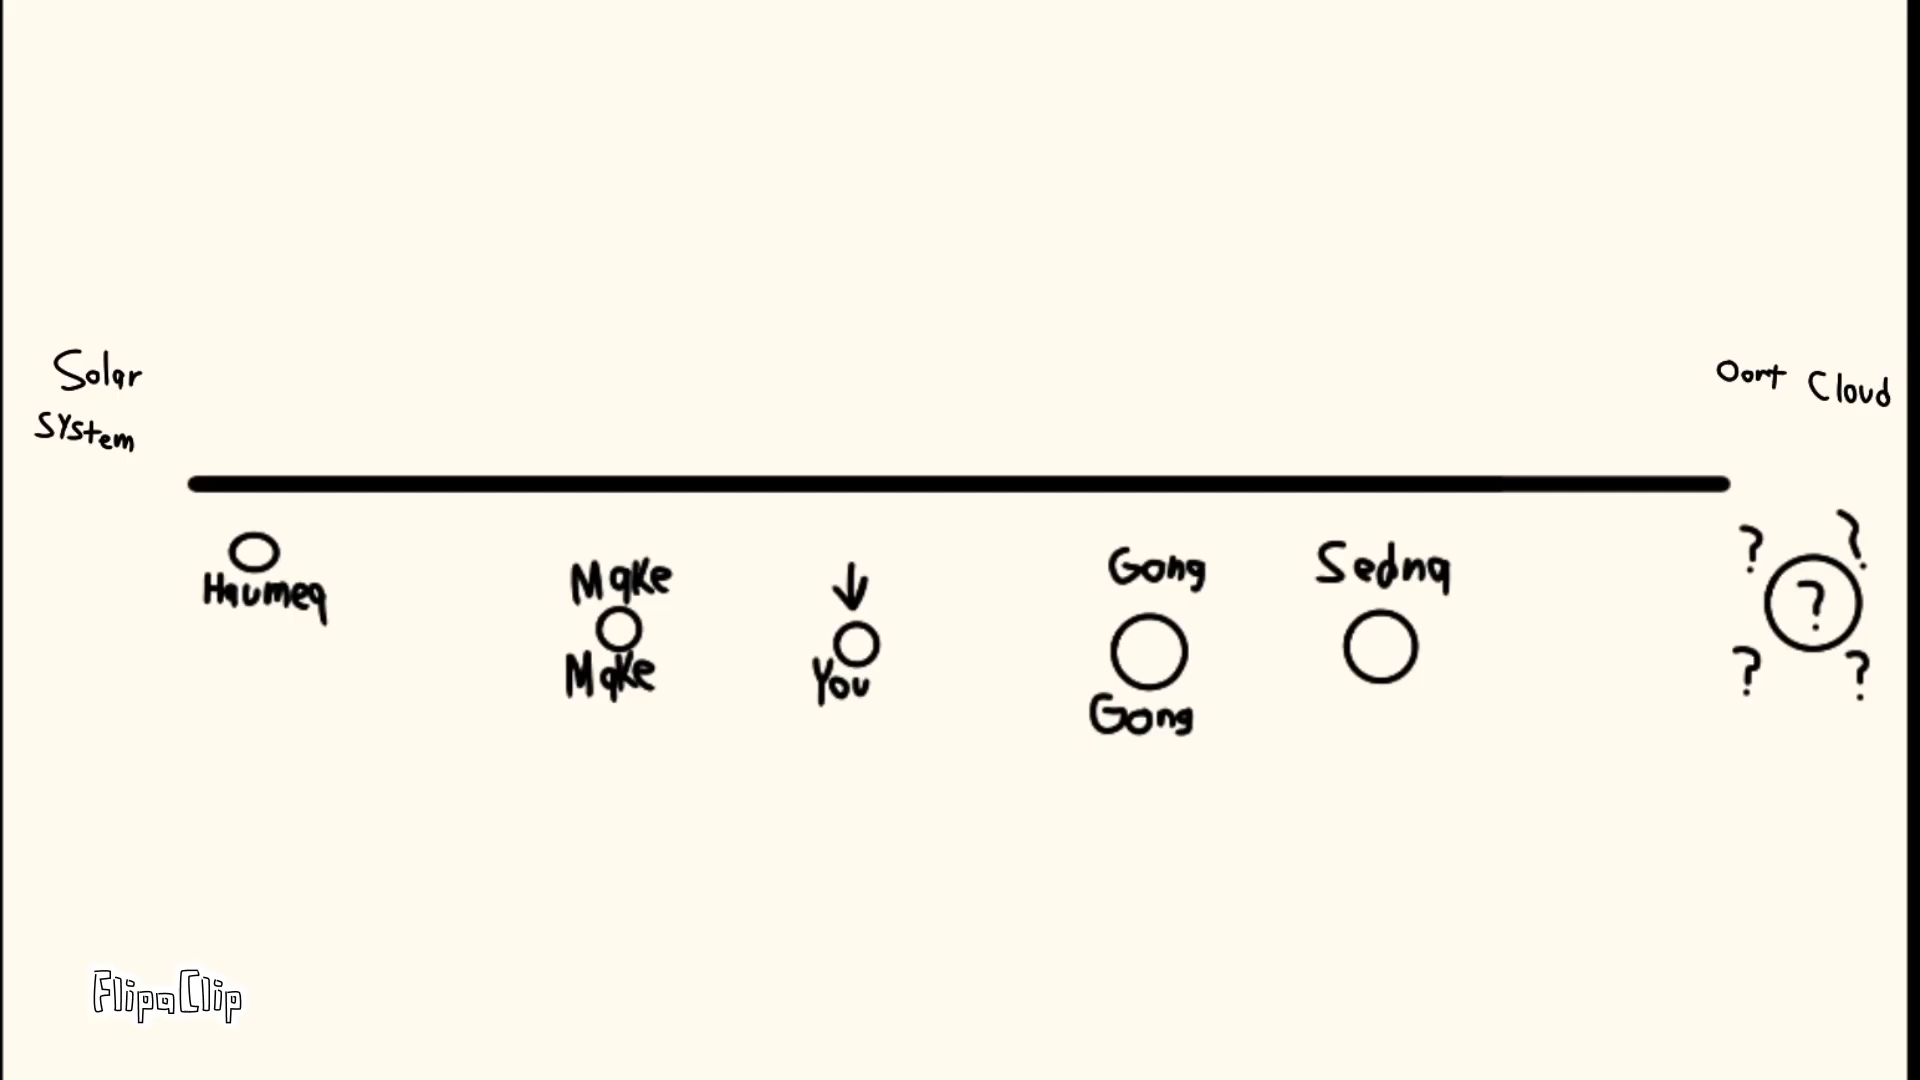 Solar
System
Oort Cloud
Haumea
Make
Make
You
Gong
Gong
Sedna
? ?
?
? ?
FlipaClip